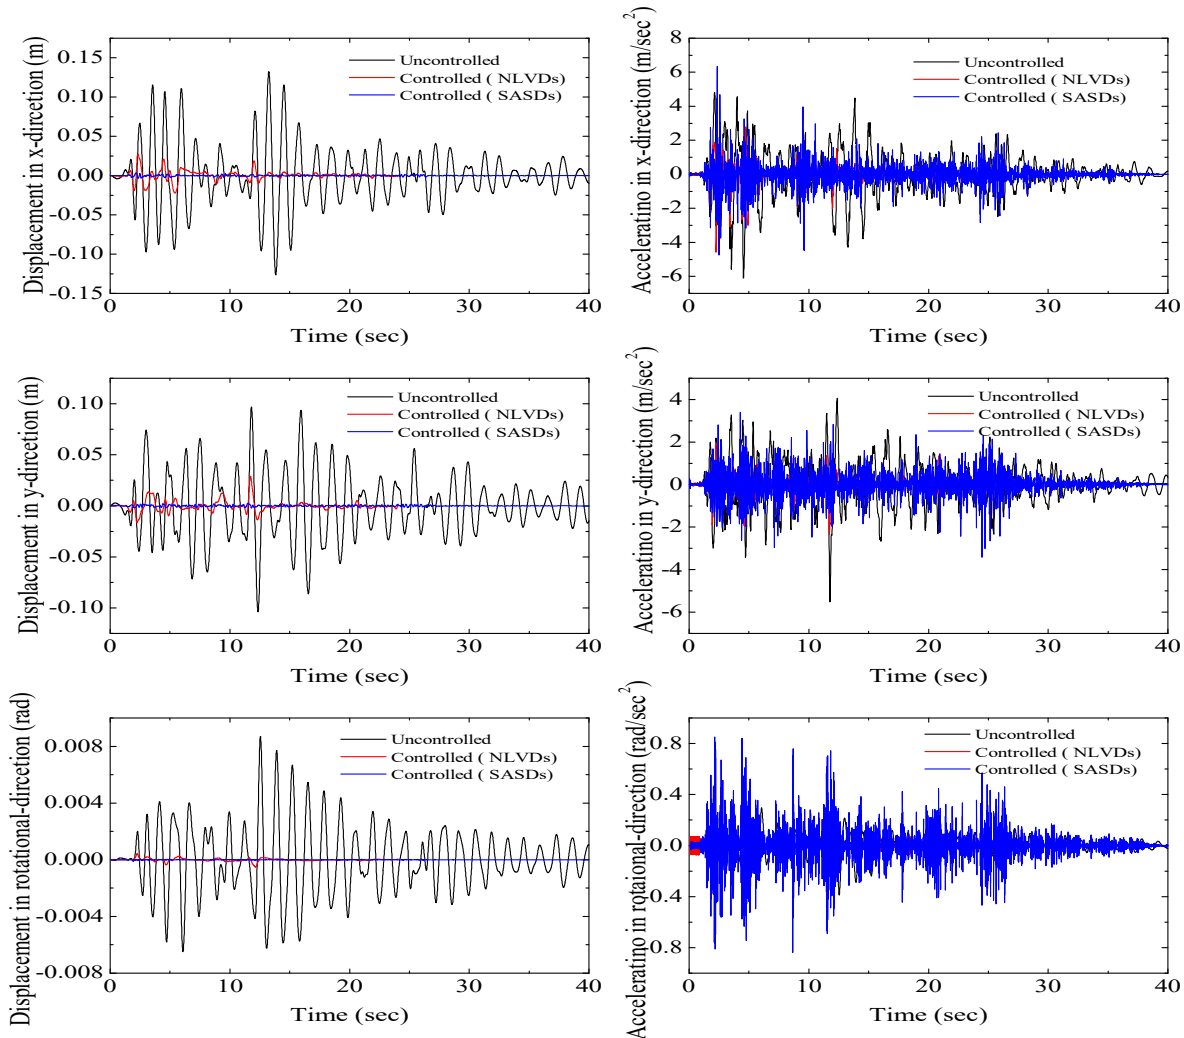 Displacement in x-direction (m)
0.15
0.10
0.05
0.00
-0.05
-0.10
-0.15
Uncontrolled
Controlled ( NLVDs)
Controlled ( SASDs)
0 10 20 30 40
Time (sec)
Acceleratino in x-direction (m/sec²)
8
6
4
2
0
-2
-4
-6
Uncontrolled
Controlled ( NLVDs)
Controlled ( SASDs)
0 10 20 30 40
Time (sec)
Displacement in y-direction (m)
0.10
0.05
0.00
-0.05
-0.10
Uncontrolled
Controlled ( NLVDs)
Controlled ( SASDs)
0 10 20 30 40
Time (sec)
Acceleratino in y-direction (m/sec²)
4
2
0
-2
-4
-6
Uncontrolled
Controlled ( NLVDs)
Controlled ( SASDs)
0 10 20 30 40
Time (sec)
Displacement in rotational-dircetion (rad)
0.008
0.004
0.000
-0.004
-0.008
Uncontrolled
Controlled ( NLVDs)
Controlled ( SASDs)
0 10 20 30 40
Time (sec)
Acceleratino in rotaional-direction (rad/sec²)
0.8
0.4
0.0
-0.4
-0.8
Uncontrolled
Controlled ( NLVDs)
Controlled ( SASDs)
0 10 20 30 40
Time (sec)